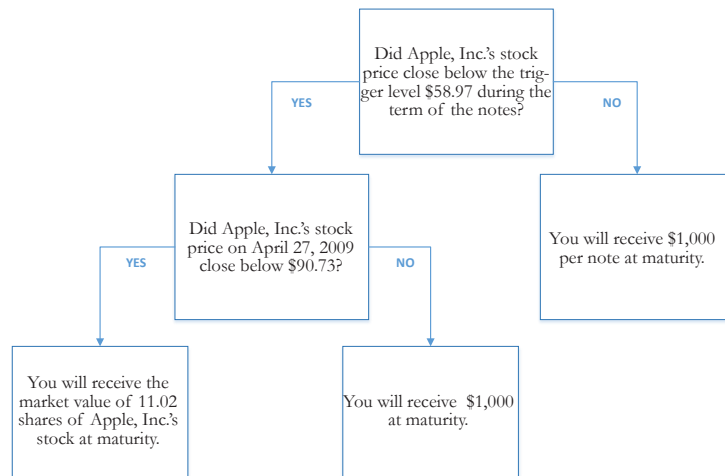 Did Apple, Inc.'s stock
price close below the trig-
ger level $58.97 during the
term of the notes?
YES
NO
Did Apple, Inc.'s stock
price on April 27, 2009
close below $90.73?
You will receive $1,000
per note at maturity.
YES
NO
You will receive the
market value of 11.02
shares of Apple, Inc.'s
stock at maturity.
You will receive $1,000
at maturity.